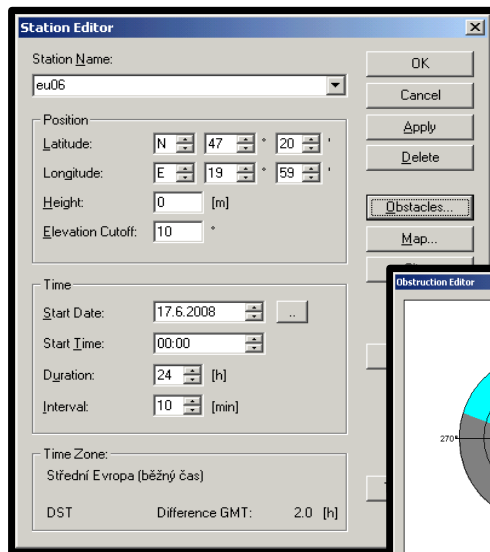 Station Editor
Station Name:
eu06
Position
Latitude: N 47 ° 20 '
Longitude: E 19 ° 59 '
Height: 0 [m]
Elevation Cutoff: 10 °
Time
Start Date: 17.6.2008 ..
Start Time: 00:00
Duration: 24 [h]
Interval: 10 [min]
Time Zone:
Střední Evropa (běžný čas)
DST Difference GMT: 2.0 [h]
OK
Cancel
Apply
Delete
Obstacles...
Map...
Obstruction Editor
270°